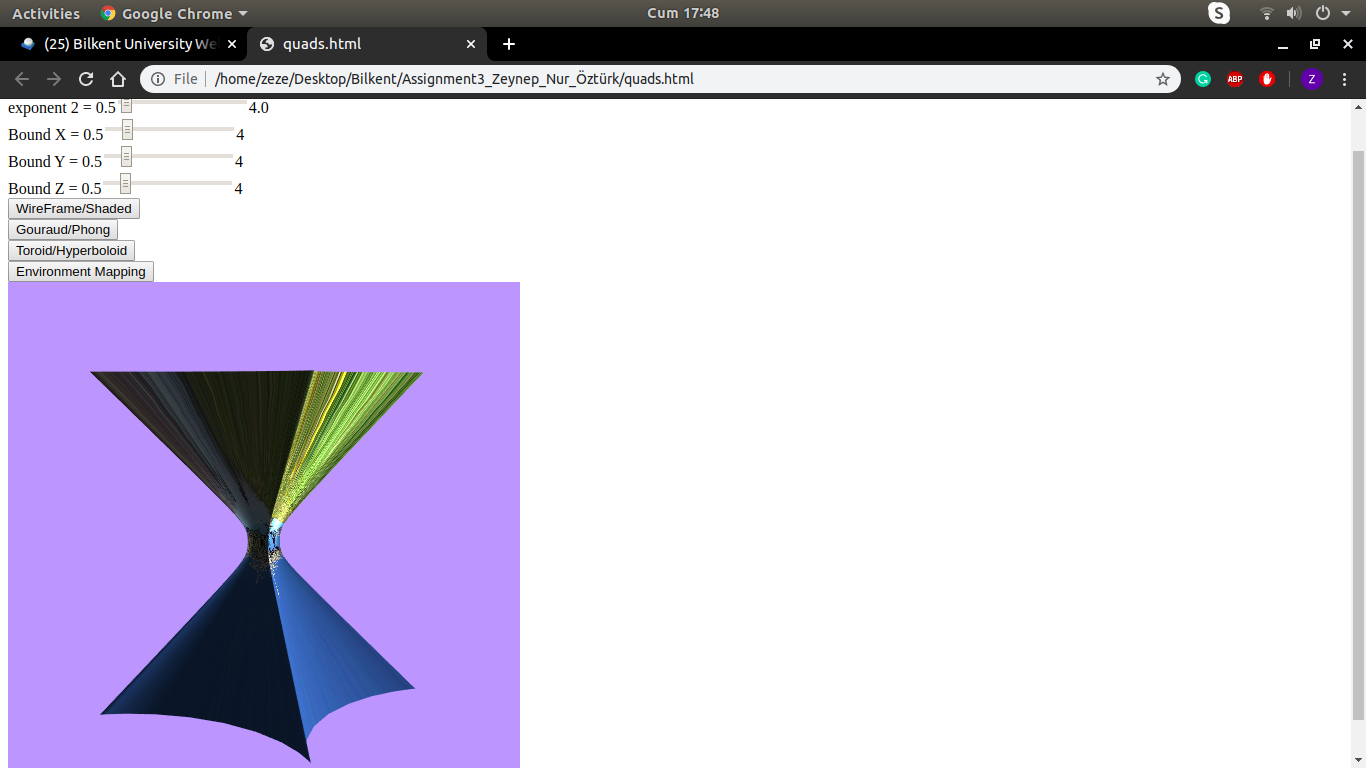 Activities Google Chrome Cum 17:48 S
(25) Bilkent University We quads.html
File /home/zeze/Desktop/Bilkent/Assignment3_Zeynep_Nur_Öztürk/quads.html ABP Z
exponent 2 = 0.5 4.0
Bound X = 0.5 4
Bound Y = 0.5 4
Bound Z = 0.5 4
WireFrame/Shaded
Gouraud/Phong
Toroid/Hyperboloid
Environment Mapping